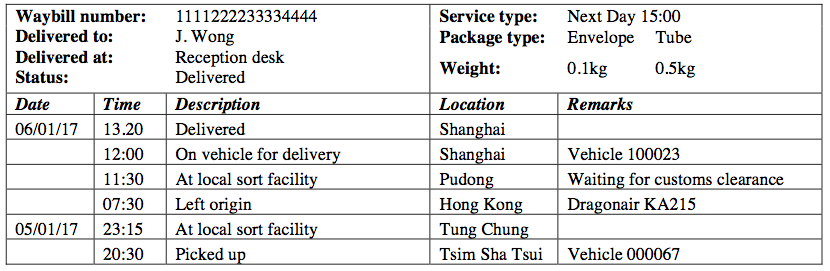 Waybill number: 1111222233334444 Service type: Next Day 15:00
Delivered to: J. Wong Package type: Envelope Tube
Delivered at: Reception desk Weight: 0.1kg 0.5kg
Status: Delivered
Date Time Description Location Remarks
06/01/17 13.20 Delivered Shanghai
12:00 On vehicle for delivery Shanghai Vehicle 100023
11:30 At local sort facility Pudong Waiting for customs clearance
07:30 Left origin Hong Kong Dragonair KA215
05/01/17 23:15 At local sort facility Tung Chung
20:30 Picked up Tsim Sha Tsui Vehicle 000067